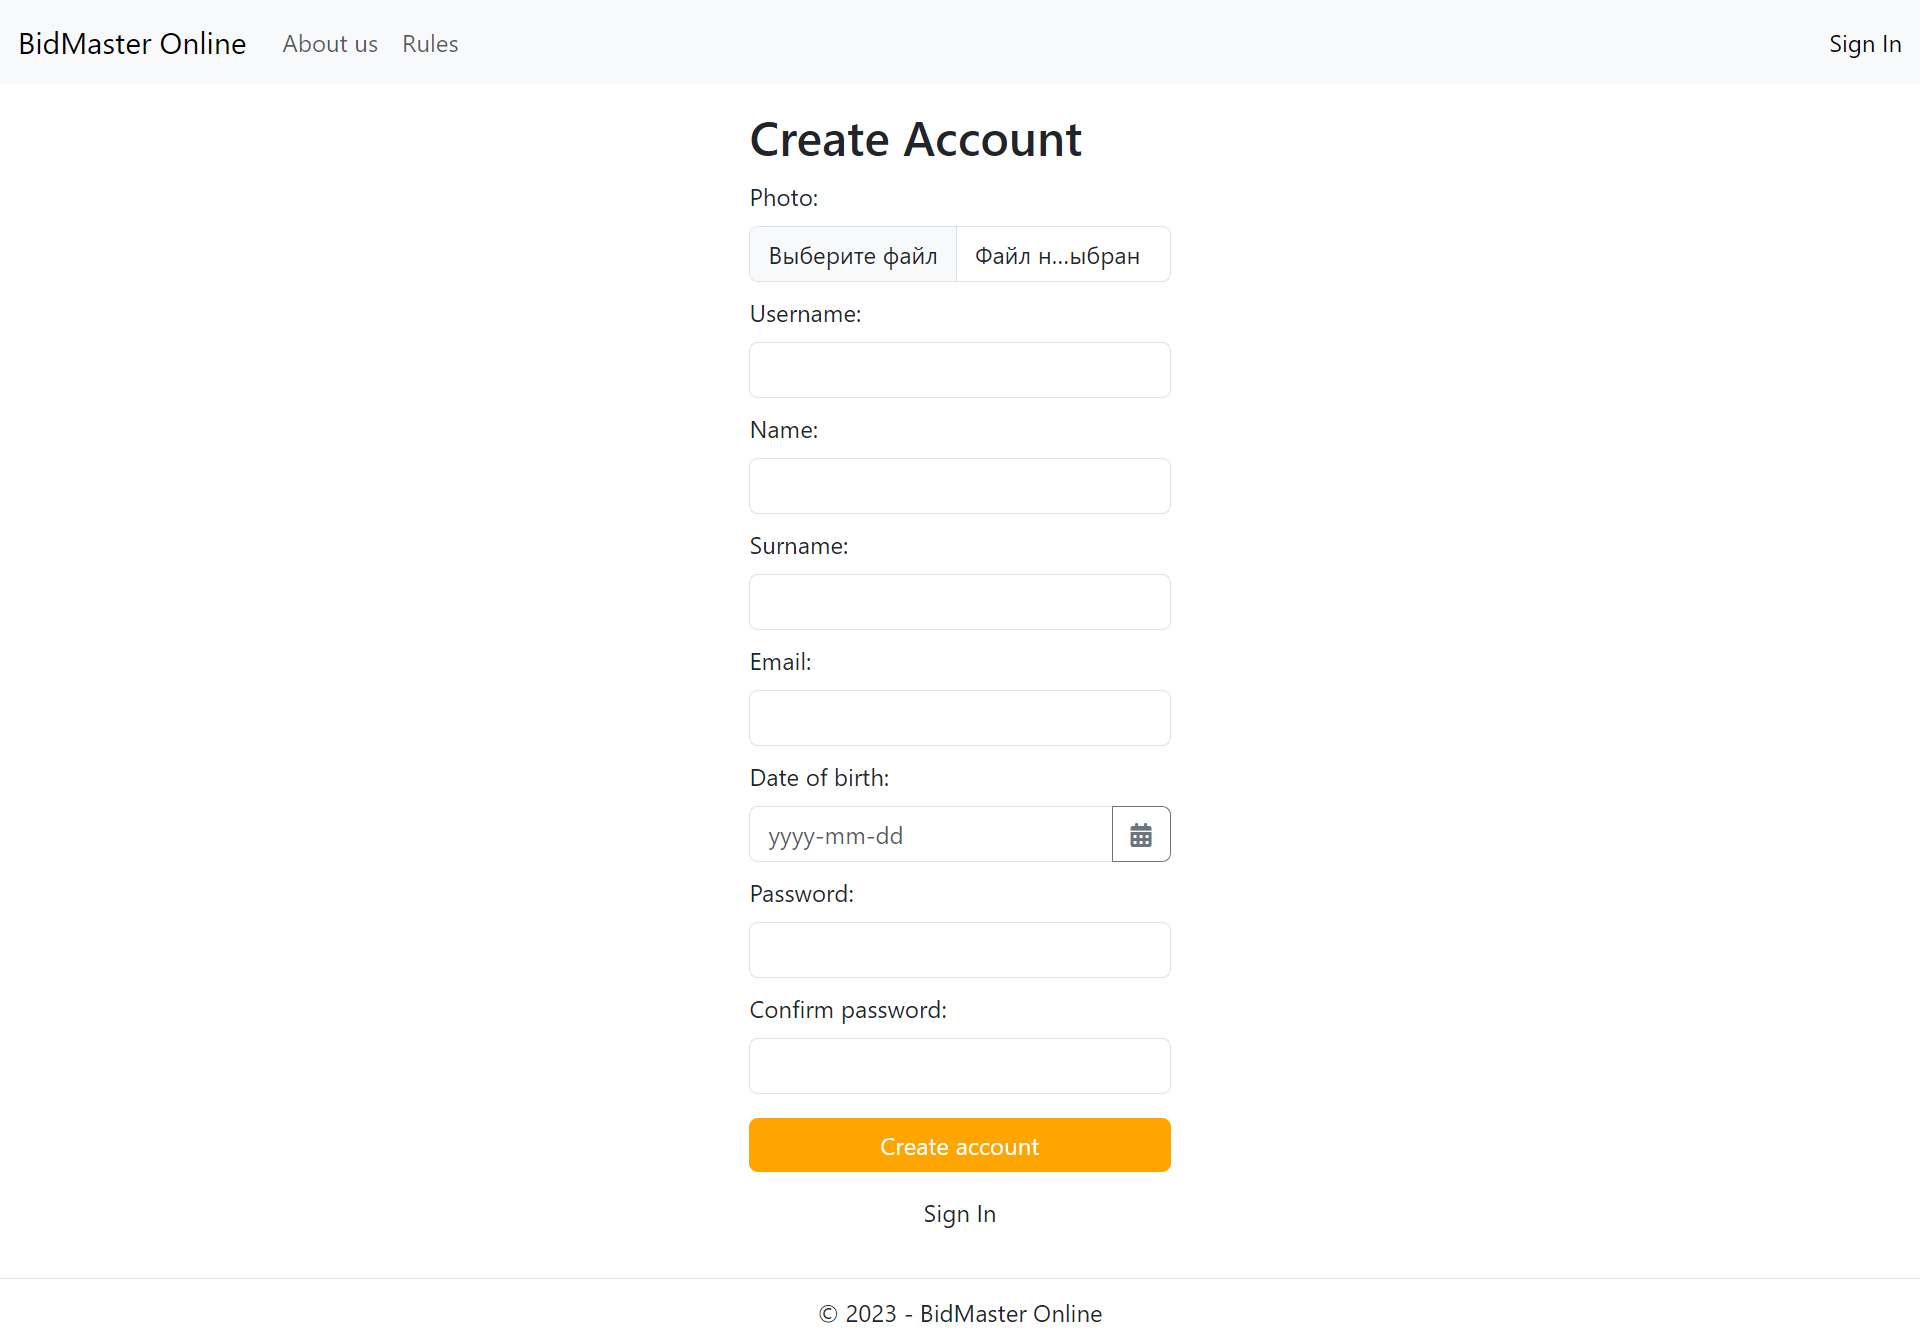 BidMaster Online About us Rules Sign In
Create Account
Photo:
Выберите файл Файл н...ыбран
Username:
Name:
Surname:
Email:
Date of birth:
yyyy-mm-dd
Password:
Confirm password:
Create account
Sign In
© 2023 - BidMaster Online